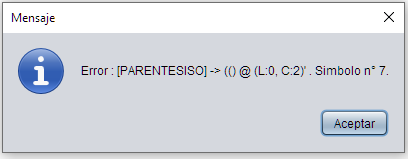 Mensaje
Error : [PARENTESISO] -> (() @ (L:0, C:2)' . Simbolo n° 7.
Aceptar